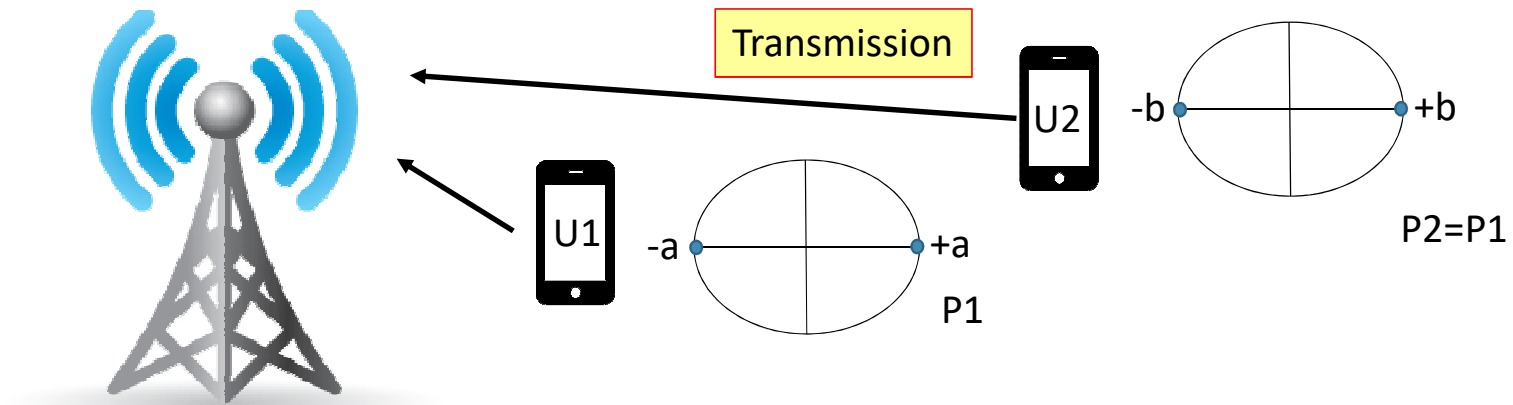 Transmission
U2
-b
+b
P2=P1
U1
-a
+a
P1